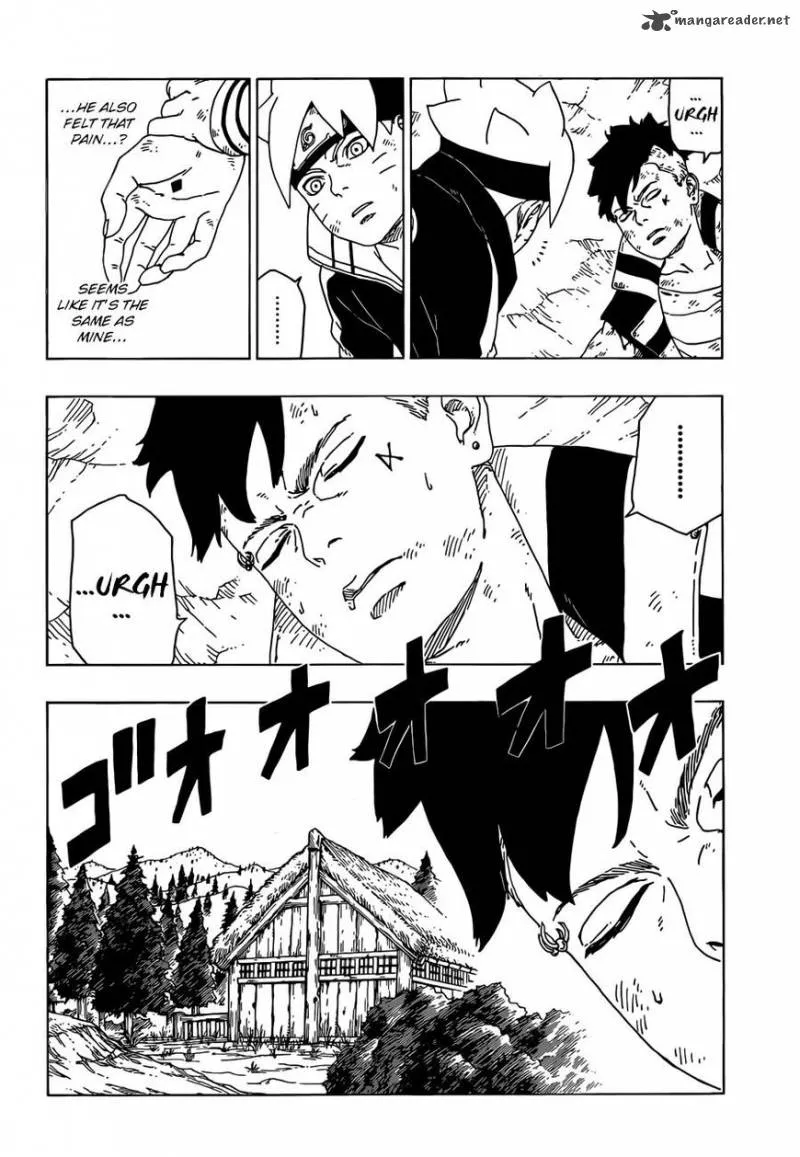 mangareader.net
...
URGH
...
.......
.........
...HE ALSO
FELT THAT
PAIN...?
SEEMS
LIKE IT'S THE
SAME AS
MINE...
............
...URGH
...
ゴオオオオオ